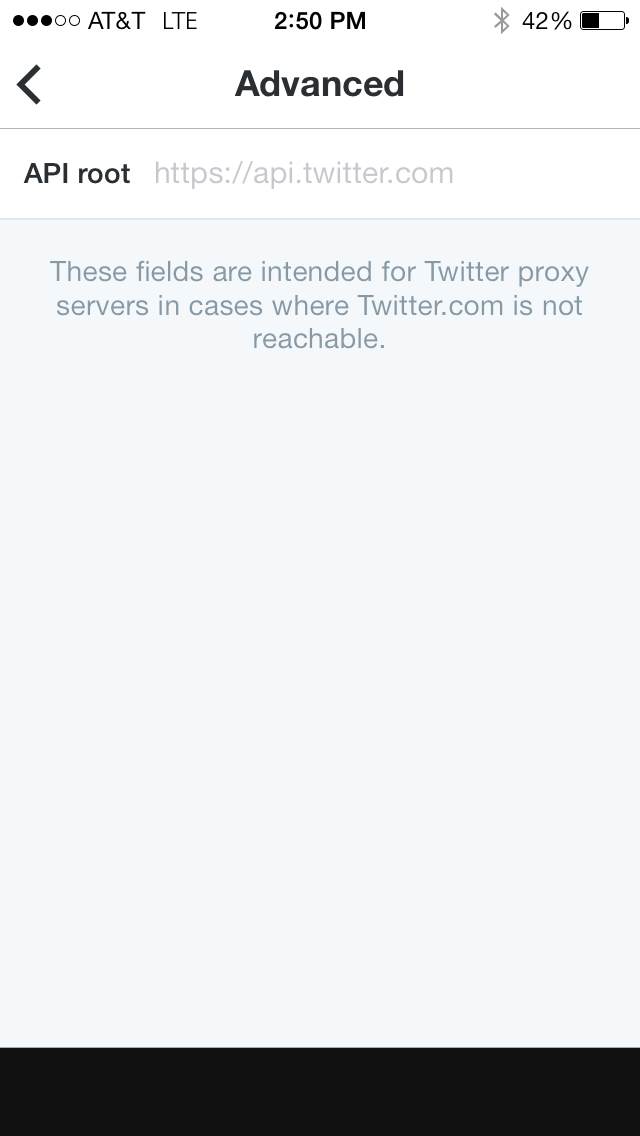 AT&T LTE 2:50 PM 42%
Advanced
API root https://api.twitter.com
These fields are intended for Twitter proxy
servers in cases where Twitter.com is not
reachable.